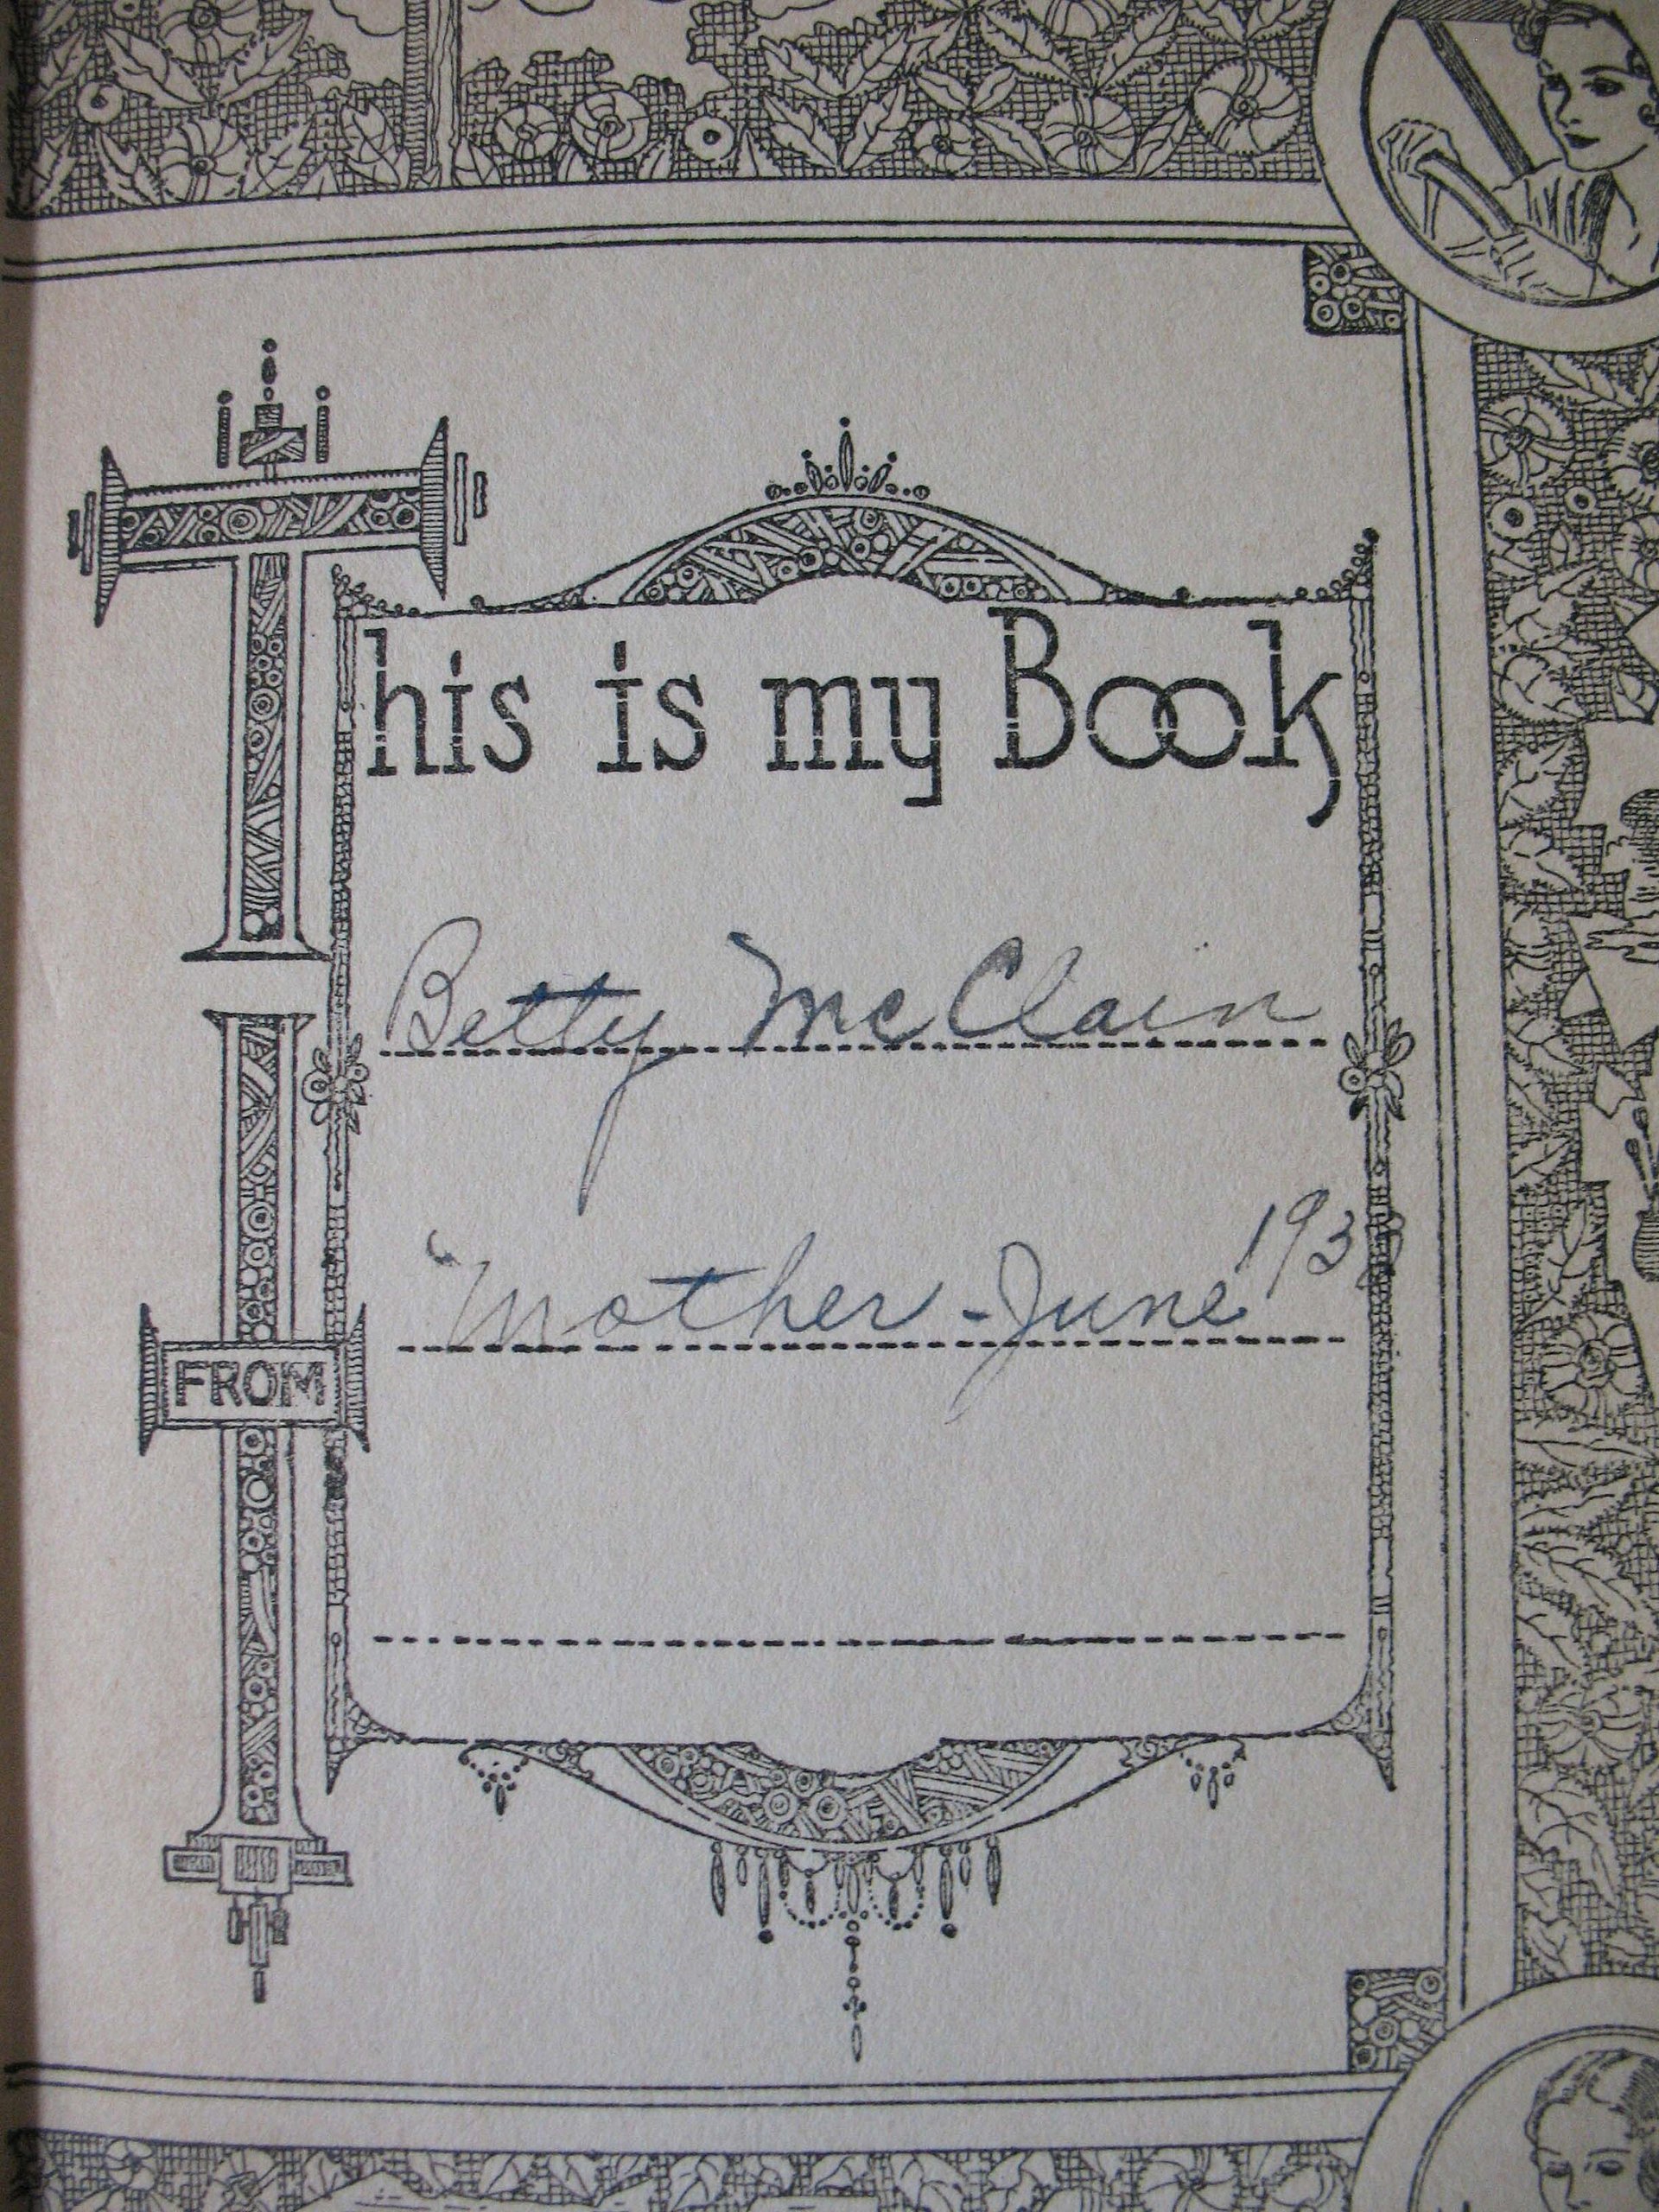 This is my Book
Betty McClain
FROM
Mother - June